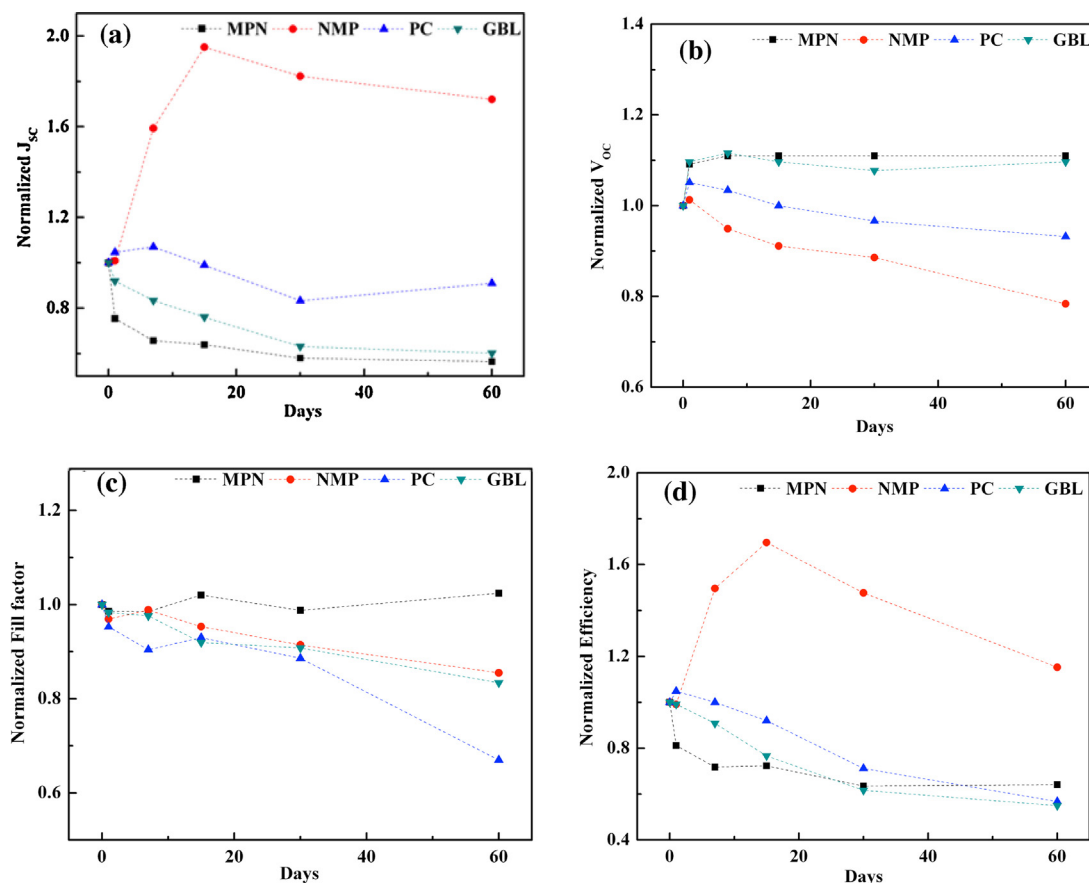 (a)
MPN NMP PC GBL
2.0
1.6
1.2
0.8
Normalized JSC
0 20 40 60
Days
(b)
MPN NMP PC GBL
1.4
1.2
1.0
0.8
0.6
Normalized VOC
0 20 40 60
Days
(c)
MPN NMP PC GBL
1.2
1.0
0.8
0.6
Normalized Fill factor
0 20 40 60
Days
(d)
MPN NMP PC GBL
2.0
1.6
1.2
0.8
0.4
Normalized Efficiency
0 20 40 60
Days